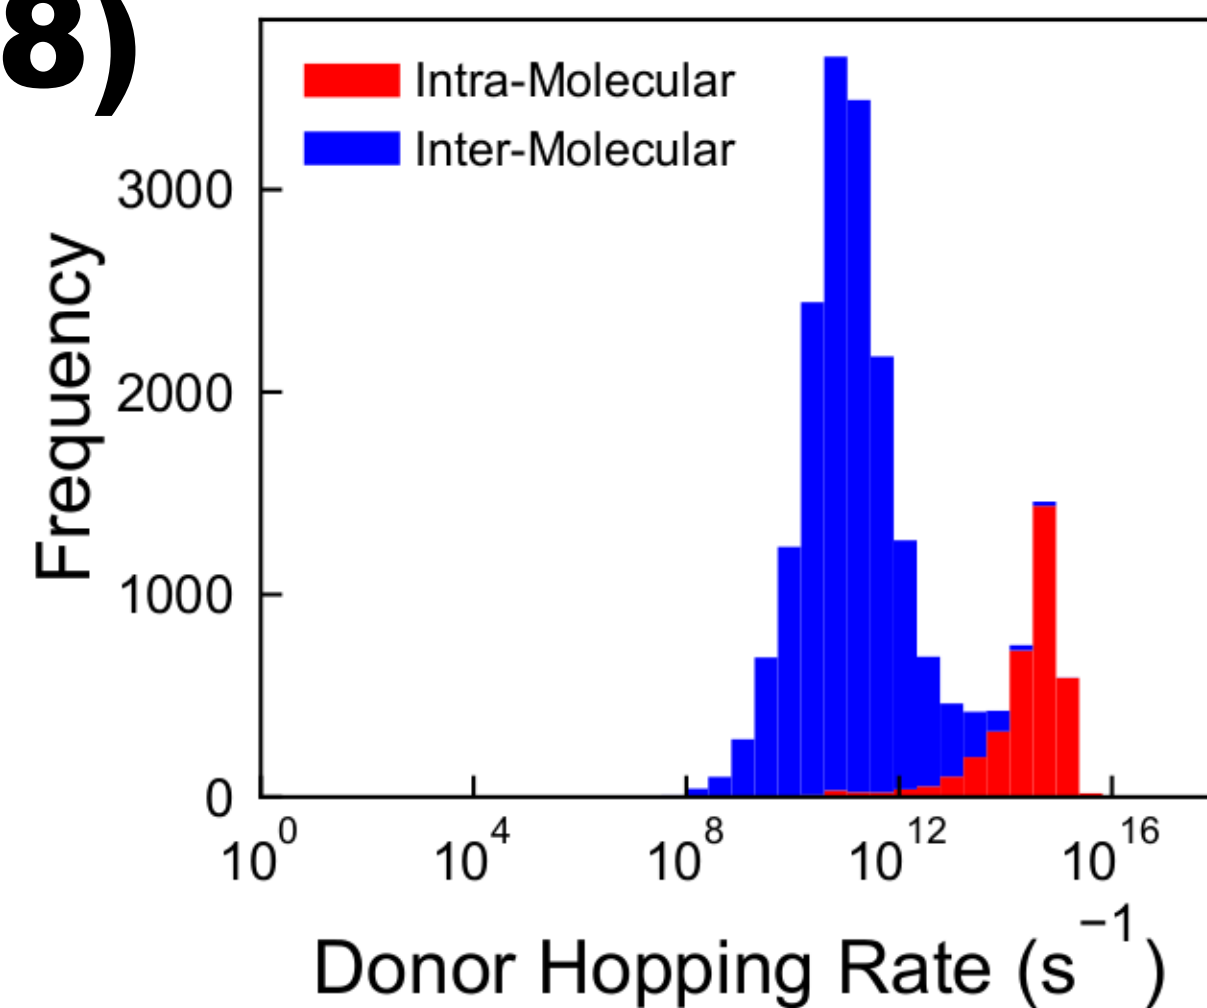 8)
Intra-Molecular
Inter-Molecular
3000
2000
1000
0
Frequency
10^0 10^4 10^8 10^12 10^16
Donor Hopping Rate (s^−1)